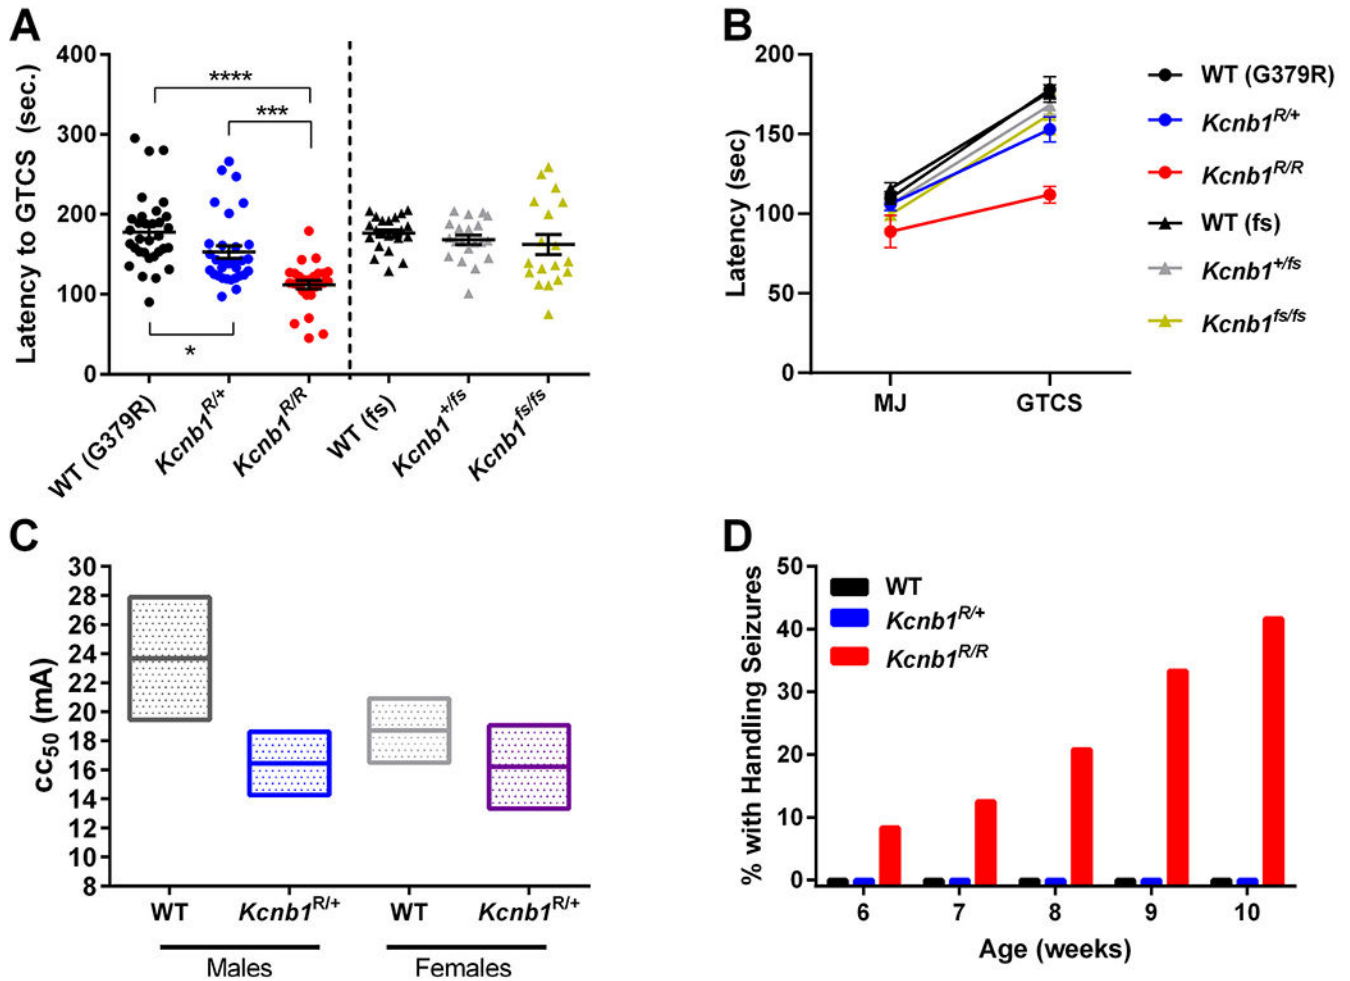 A
Latency to GTCS (sec.)
400
300
200
100
0
****
***
*
WT (G379R)
Kcnb1R/+
Kcnb1R/R
WT (fs)
Kcnb1+/fs
Kcnb1fs/fs
B
Latency (sec)
200
150
100
50
0
MJ
GTCS
WT (G379R)
Kcnb1R/+
Kcnb1R/R
WT (fs)
Kcnb1+/fs
Kcnb1fs/fs
C
cc50 (mA)
30
28
26
24
22
20
18
16
14
12
10
8
WT
Kcnb1R/+
WT
Kcnb1R/+
Males
Females
D
% with Handling Seizures
50
40
30
20
10
0
WT
Kcnb1R/+
Kcnb1R/R
6
7
8
9
10
Age (weeks)